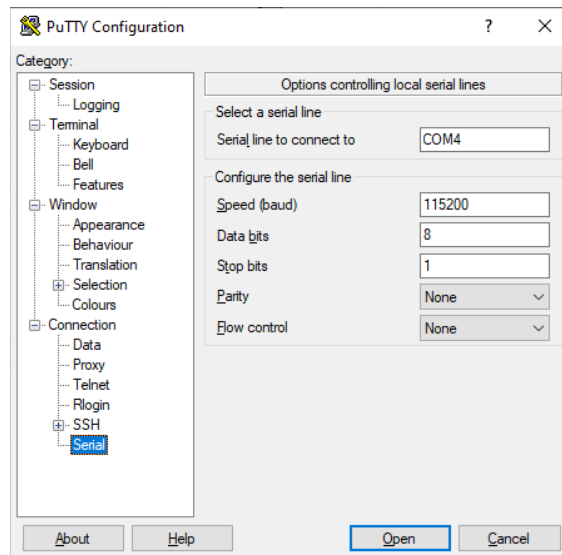 PuTTY Configuration
Category:
Session
Logging
Terminal
Keyboard
Bell
Features
Window
Appearance
Behaviour
Translation
Selection
Colours
Connection
Data
Proxy
Telnet
Rlogin
SSH
Serial
Options controlling local serial lines
Select a serial line
Serial line to connect to COM4
Configure the serial line
Speed (baud) 115200
Data bits 8
Stop bits 1
Parity None
Flow control None
About Help Open Cancel